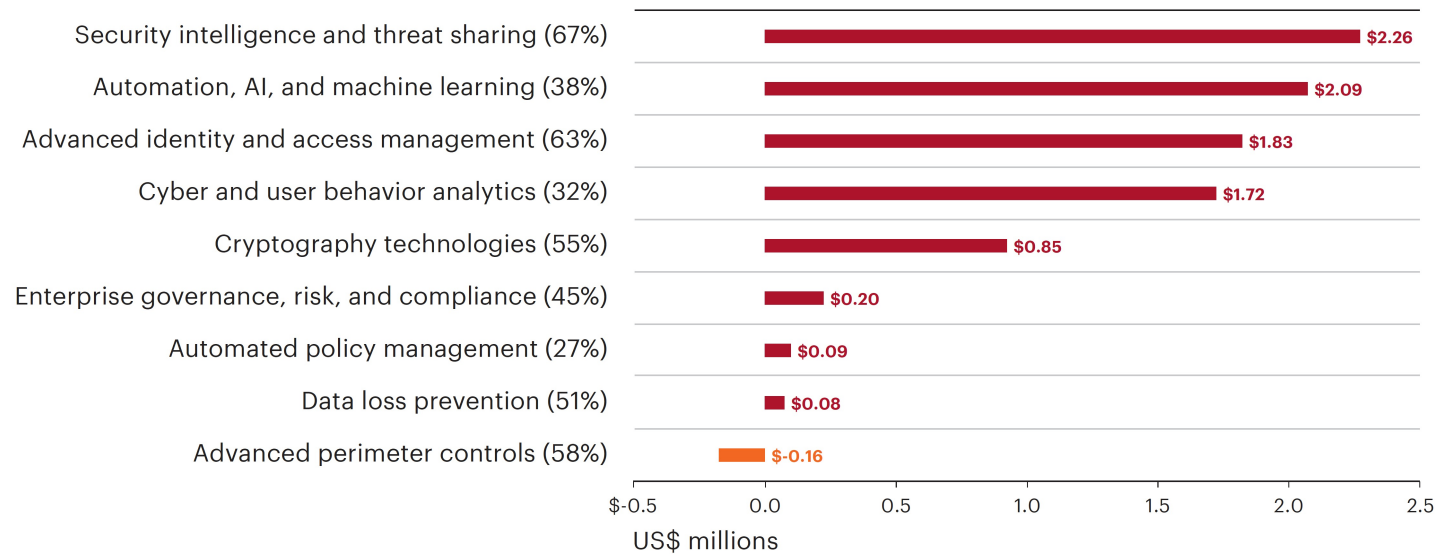 Security intelligence and threat sharing (67%) $2.26
Automation, AI, and machine learning (38%) $2.09
Advanced identity and access management (63%) $1.83
Cyber and user behavior analytics (32%) $1.72
Cryptography technologies (55%) $0.85
Enterprise governance, risk, and compliance (45%) $0.20
Automated policy management (27%) $0.09
Data loss prevention (51%) $0.08
Advanced perimeter controls (58%) $-0.16
$-0.5 0.0 0.5 1.0 1.5 2.0 2.5
US$ millions